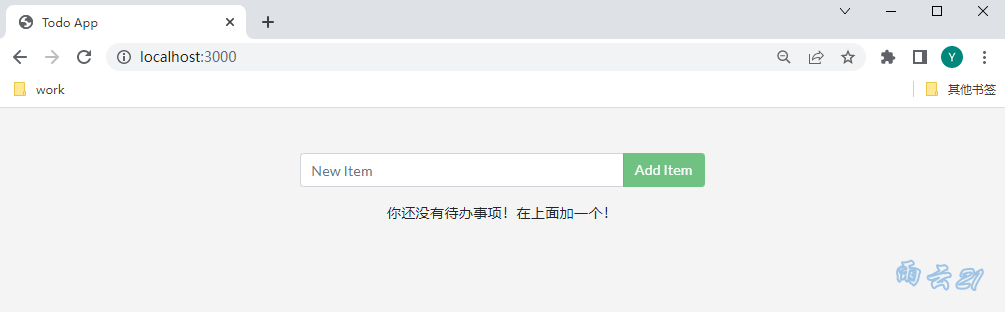 Todo App
localhost:3000
Y
work
其他书签
New Item
Add Item
你还没有待办事项！在上面加一个！
雨云21